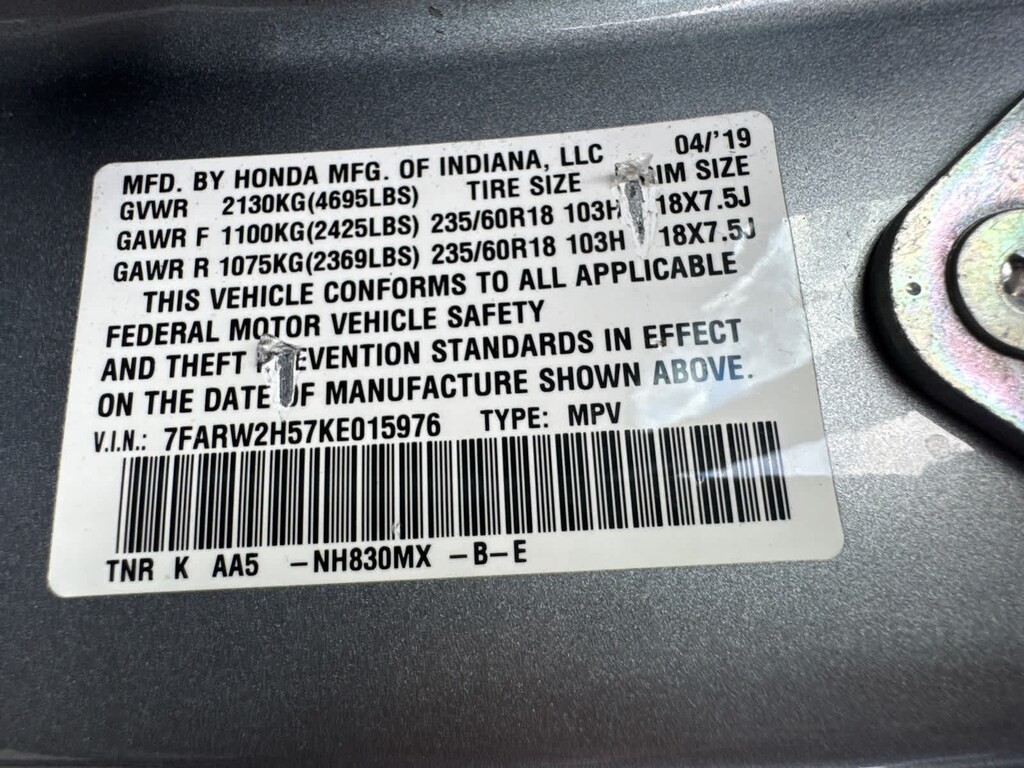 MFD. BY HONDA MFG. OF INDIANA, LLC 04/'19
GVWR 2130KG(4695LBS) TIRE SIZE RIM SIZE
GAWR F 1100KG(2425LBS) 235/60R18 103H 18X7.5J
GAWR R 1075KG(2369LBS) 235/60R18 103H 18X7.5J
THIS VEHICLE CONFORMS TO ALL APPLICABLE
FEDERAL MOTOR VEHICLE SAFETY
AND THEFT PREVENTION STANDARDS IN EFFECT
ON THE DATE OF MANUFACTURE SHOWN ABOVE.
V.I.N.: 7FARW2H57KE015976 TYPE: MPV
TNR K AA5 -NH830MX -B-E